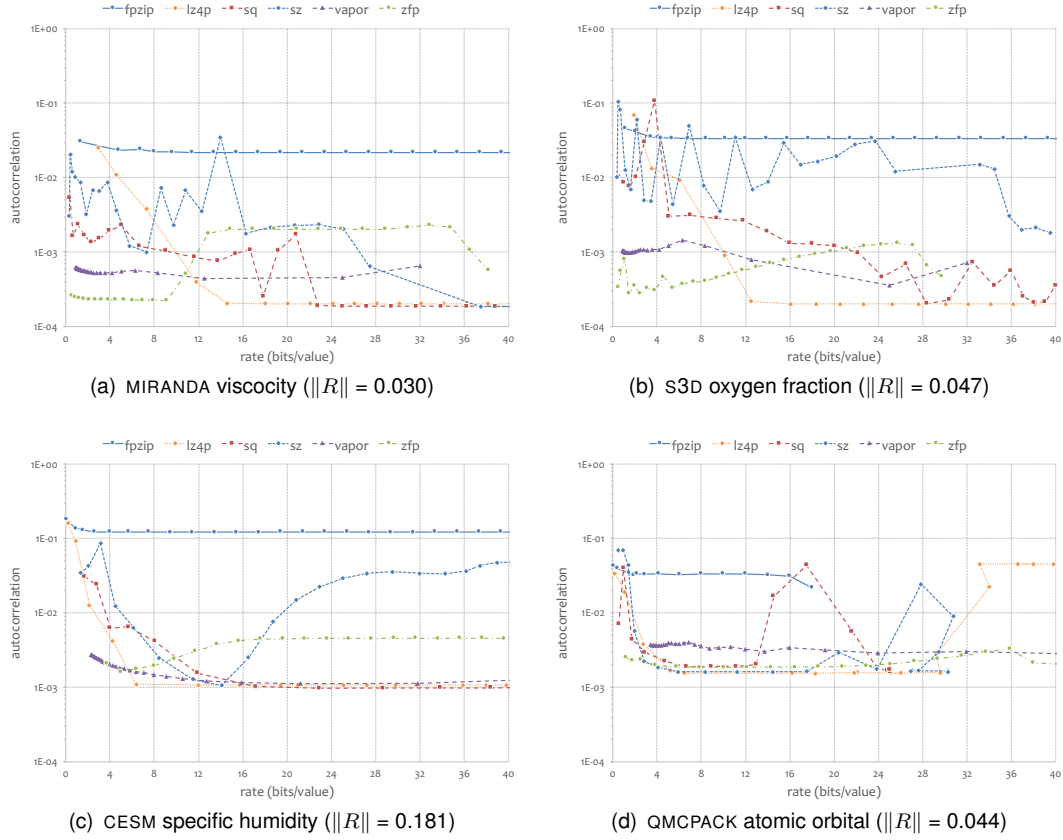 fpzip lz4p sq sz vapor zfp
1E+00
1E-01
1E-02
1E-03
1E-04
autocorrelation
0 4 8 12 16 20 24 28 32 36 40
rate (bits/value)
(a) MIRANDA viscocity (||R|| = 0.030)
fpzip lz4p sq sz vapor zfp
1E+00
1E-01
1E-02
1E-03
1E-04
autocorrelation
0 4 8 12 16 20 24 28 32 36 40
rate (bits/value)
(b) S3D oxygen fraction (||R|| = 0.047)
fpzip lz4p sq sz vapor zfp
1E+00
1E-01
1E-02
1E-03
1E-04
autocorrelation
0 4 8 12 16 20 24 28 32 36 40
rate (bits/value)
(c) CESM specific humidity (||R|| = 0.181)
fpzip lz4p sq sz vapor zfp
1E+00
1E-01
1E-02
1E-03
1E-04
autocorrelation
0 4 8 12 16 20 24 28 32 36 40
rate (bits/value)
(d) QMCPACK atomic orbital (||R|| = 0.044)